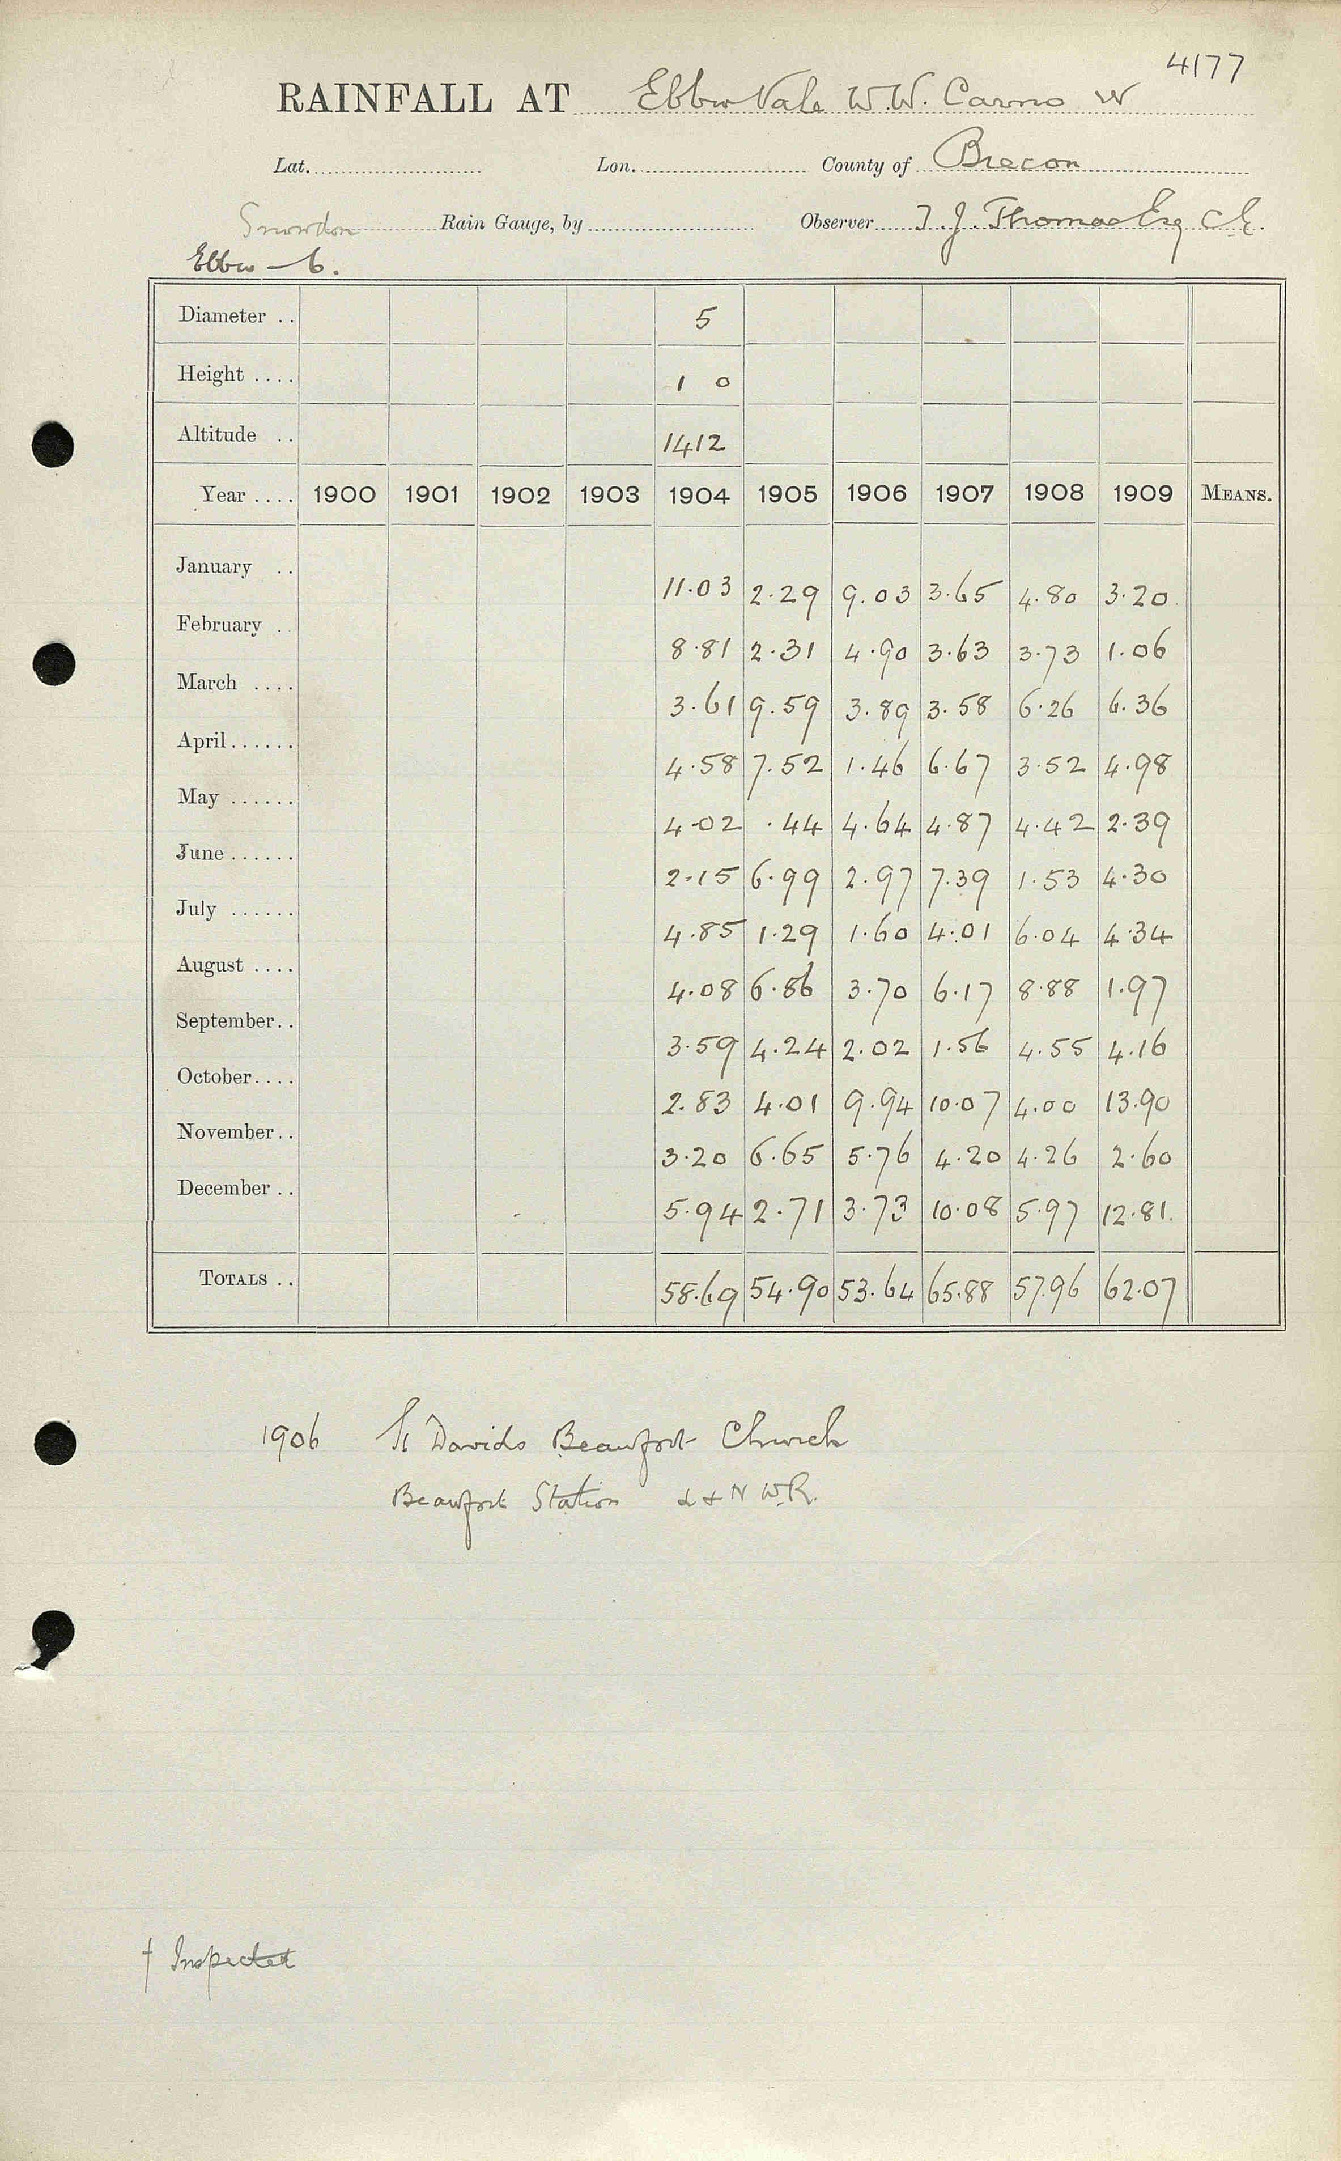 4177
RAINFALL AT Ebbw Vale W.W. Carno W
Lat. Lon. County of Brecon
Snowdon Rain Gauge, by Observer T. J. Thomas Esq C.E.
Ebbw — 6.
Diameter .. 5
Height .... 1 0
Altitude .. 1412
Year .... 1900 1901 1902 1903 1904 1905 1906 1907 1908 1909 MEANS.
January .. 11.03 2.29 9.03 3.65 4.80 3.20
February .. 8.81 2.31 4.90 3.63 3.73 1.06
March .... 3.61 9.59 3.89 3.58 6.26 6.36
April...... 4.58 7.52 1.46 6.67 3.52 4.98
May ...... 4.02 .44 4.64 4.87 4.42 2.39
June...... 2.15 6.99 2.97 7.39 1.53 4.30
July ...... 4.85 1.29 1.60 4.01 6.04 4.34
August .... 4.08 6.86 3.70 6.17 8.88 1.97
September.. 3.59 4.24 2.02 1.56 4.55 4.16
October.... 2.83 4.01 9.94 10.07 4.00 13.90
November.. 3.20 6.65 5.76 4.20 4.26 2.60
December .. 5.94 2.71 3.73 10.08 5.97 12.81
TOTALS .. 58.69 54.90 53.64 65.88 57.96 62.07
1906 St Davids Beaufort Church
Beaufort Station L & N W.R.
† Inspected